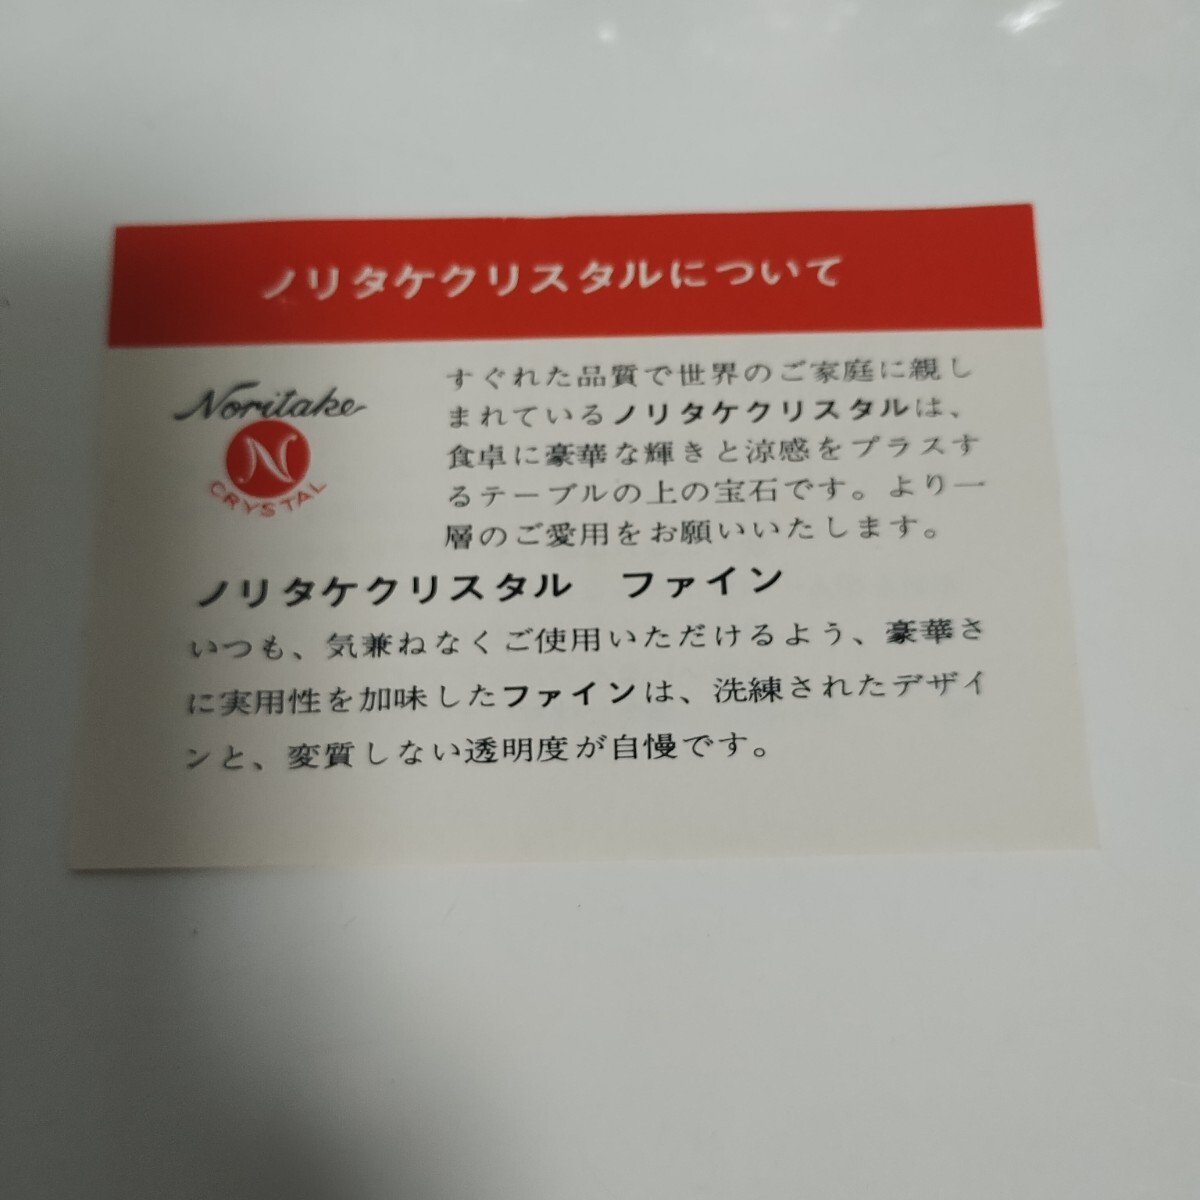 ノリタケクリスタルについて
Noritake
N
CRYSTAL
すぐれた品質で世界のご家庭に親し
まれているノリタケクリスタルは、
食卓に豪華な輝きと涼感をプラスす
るテーブルの上の宝石です。より一
層のご愛用をお願いいたします。
ノリタケクリスタル　ファイン
いつも、気兼ねなくご使用いただけるよう、豪華さ
に実用性を加味したファインは、洗練されたデザイ
ンと、変質しない透明度が自慢です。